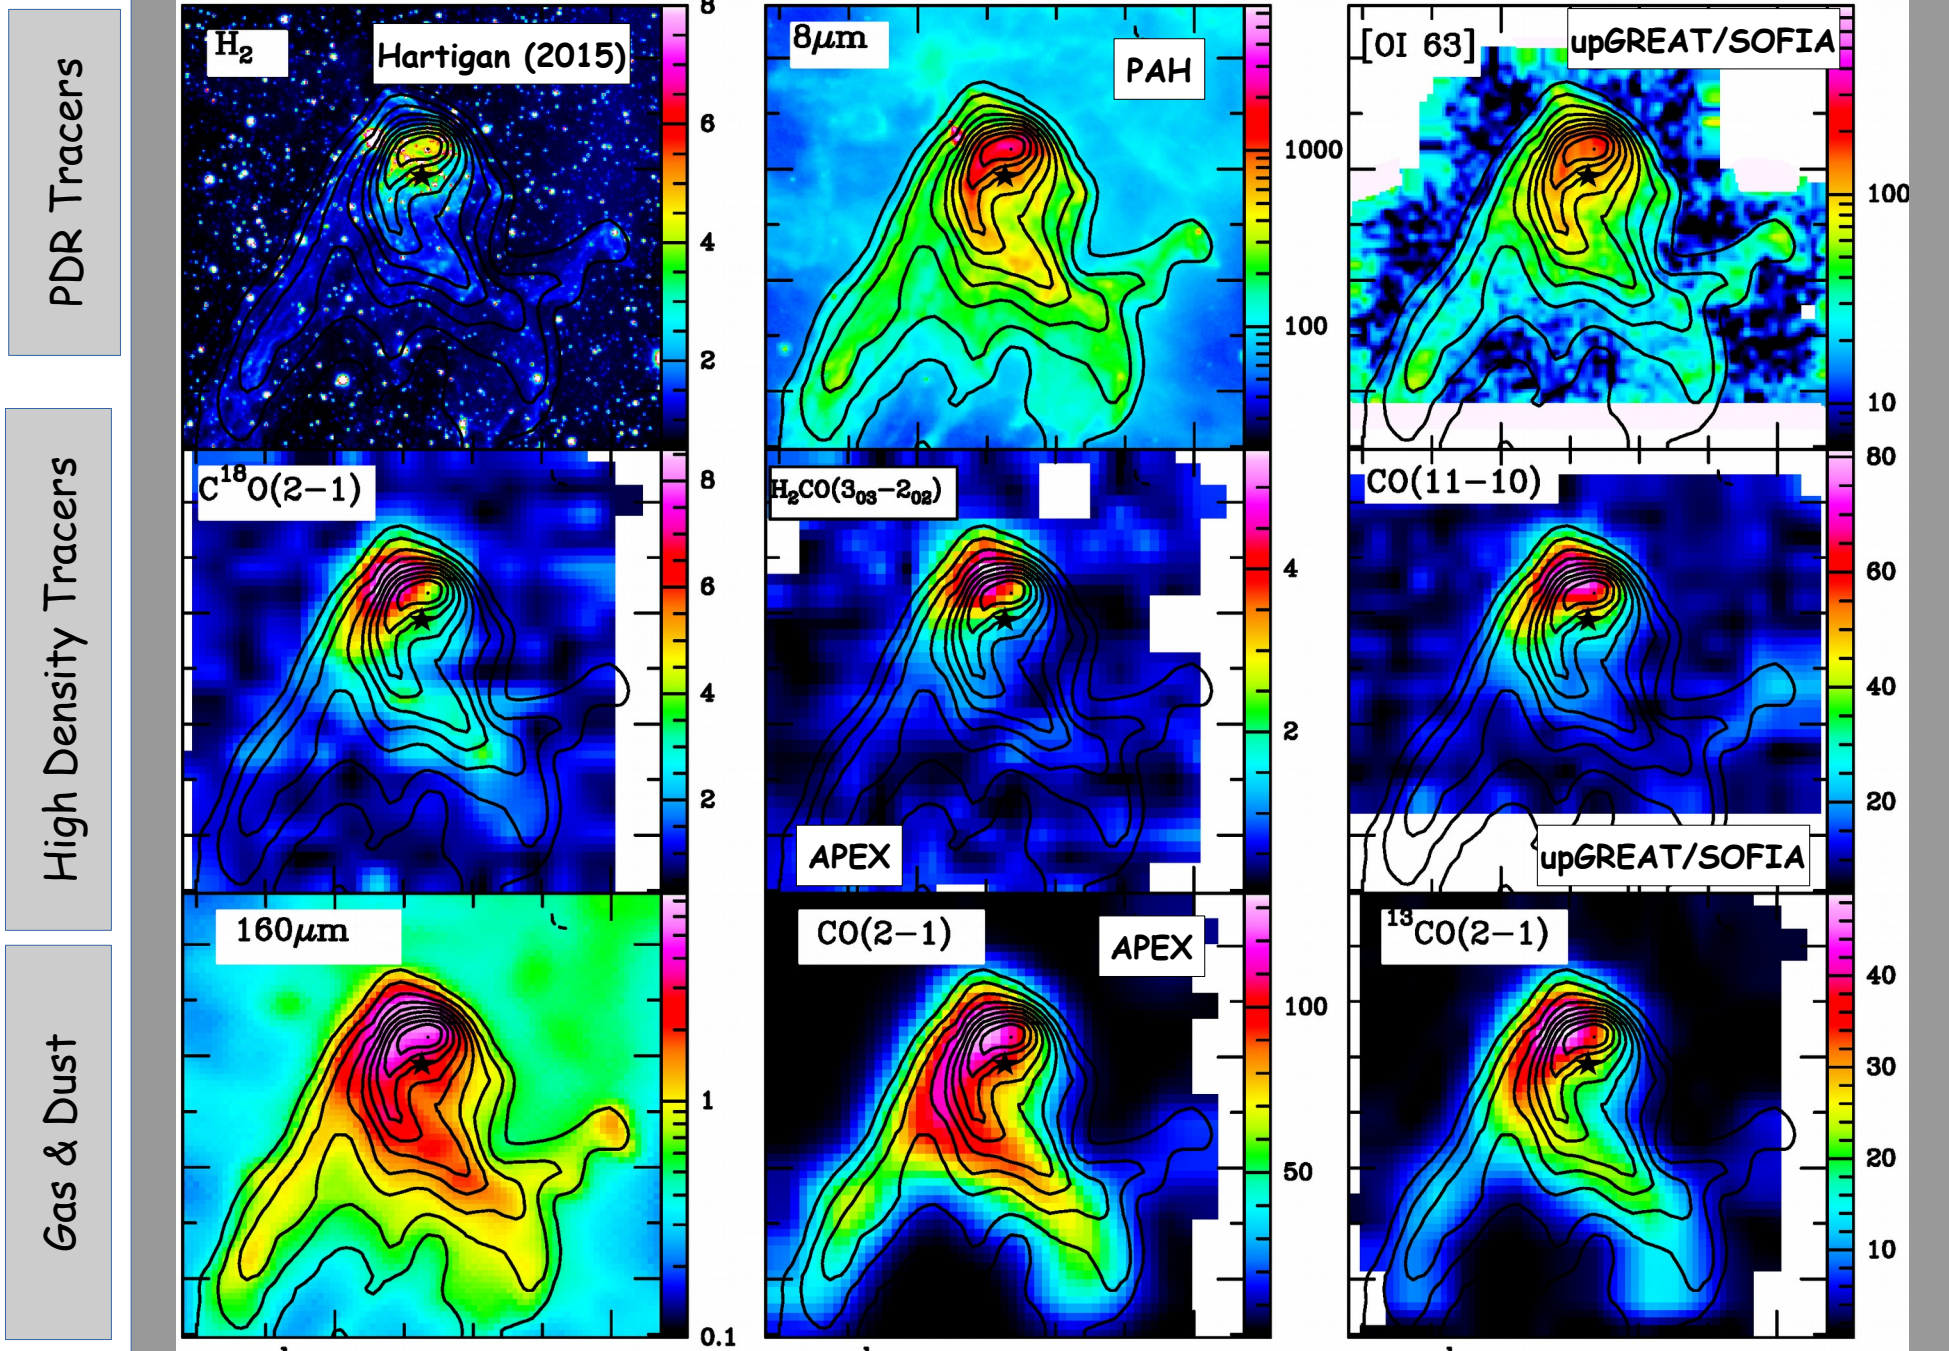 PDR Tracers
H₂
Hartigan (2015)
8
6
4
2
8μm
PAH
1000
100
[OI 63]
upGREAT/SOFIA
100
10
High Density Tracers
C¹⁸O(2−1)
8
6
4
2
H₂CO(3₀₃−2₀₂)
APEX
4
2
CO(11−10)
upGREAT/SOFIA
80
60
40
20
Gas & Dust
160μm
1
0.1
CO(2−1)
APEX
100
50
¹³CO(2−1)
40
30
20
10